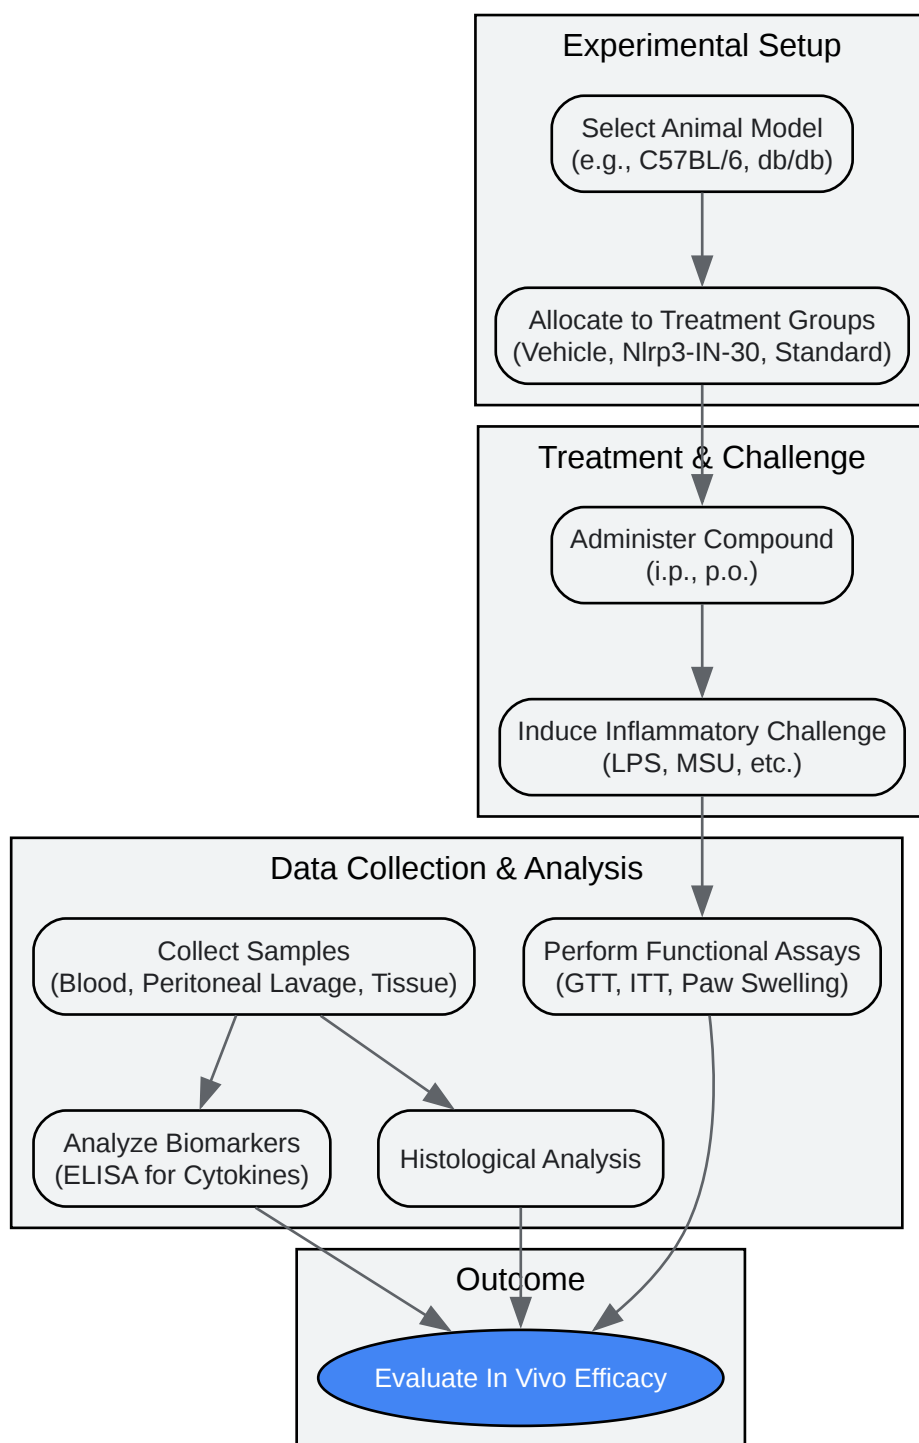 Experimental Setup
Select Animal Model
(e.g., C57BL/6, db/db)
Allocate to Treatment Groups
(Vehicle, Nlrp3-IN-30, Standard)
Treatment & Challenge
Administer Compound
(i.p., p.o.)
Induce Inflammatory Challenge
(LPS, MSU, etc.)
Data Collection & Analysis
Collect Samples
(Blood, Peritoneal Lavage, Tissue)
Perform Functional Assays
(GTT, ITT, Paw Swelling)
Analyze Biomarkers
(ELISA for Cytokines)
Histological Analysis
Outcome
Evaluate In Vivo Efficacy